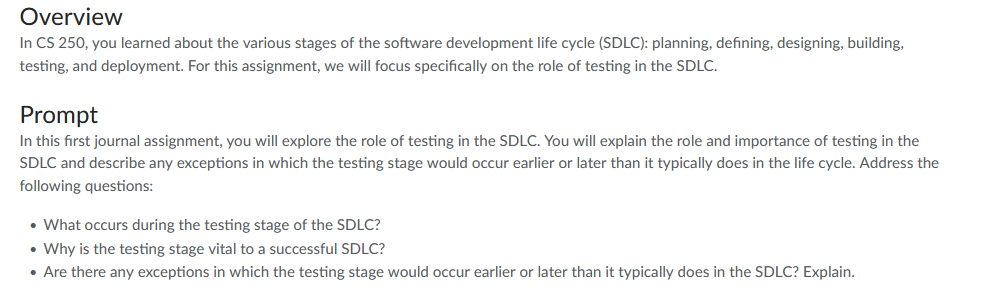 Overview
In CS 250, you learned about the various stages of the software development life cycle (SDLC): planning, defining, designing, building,
testing, and deployment. For this assignment, we will focus specifically on the role of testing in the SDLC.
Prompt
In this first journal assignment, you will explore the role of testing in the SDLC. You will explain the role and importance of testing in the
SDLC and describe any exceptions in which the testing stage would occur earlier or later than it typically does in the life cycle. Address the
following questions:
• What occurs during the testing stage of the SDLC?
• Why is the testing stage vital to a successful SDLC?
• Are there any exceptions in which the testing stage would occur earlier or later than it typically does in the SDLC? Explain.